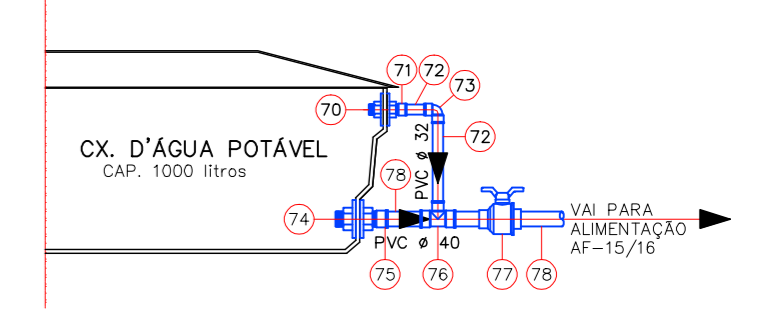 71
72
73
70
CX. D'ÁGUA POTÁVEL
CAP. 1000 litros
PVC ø 32
72
78
74
PVC ø 40
VAI PARA
ALIMENTAÇÃO
AF-15/16
75
76
77
78